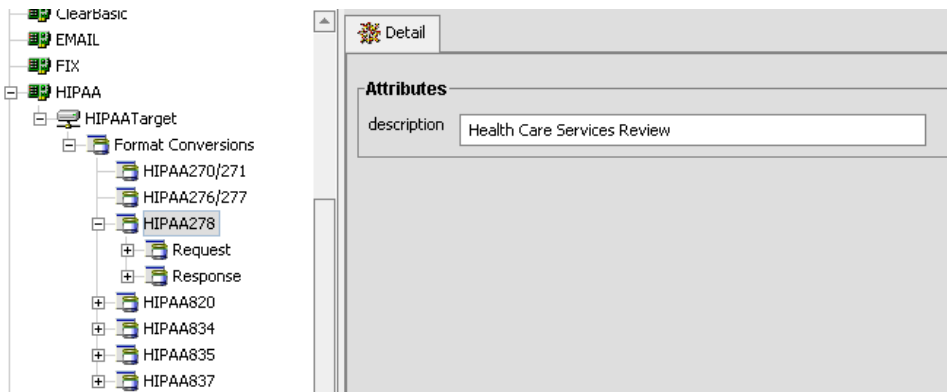 ClearBasic
EMAIL
FIX
HIPAA
HIPAATarget
Format Conversions
HIPAA270/271
HIPAA276/277
HIPAA278
Request
Response
HIPAA820
HIPAA834
HIPAA835
HIPAA837
Detail
Attributes
description
Health Care Services Review